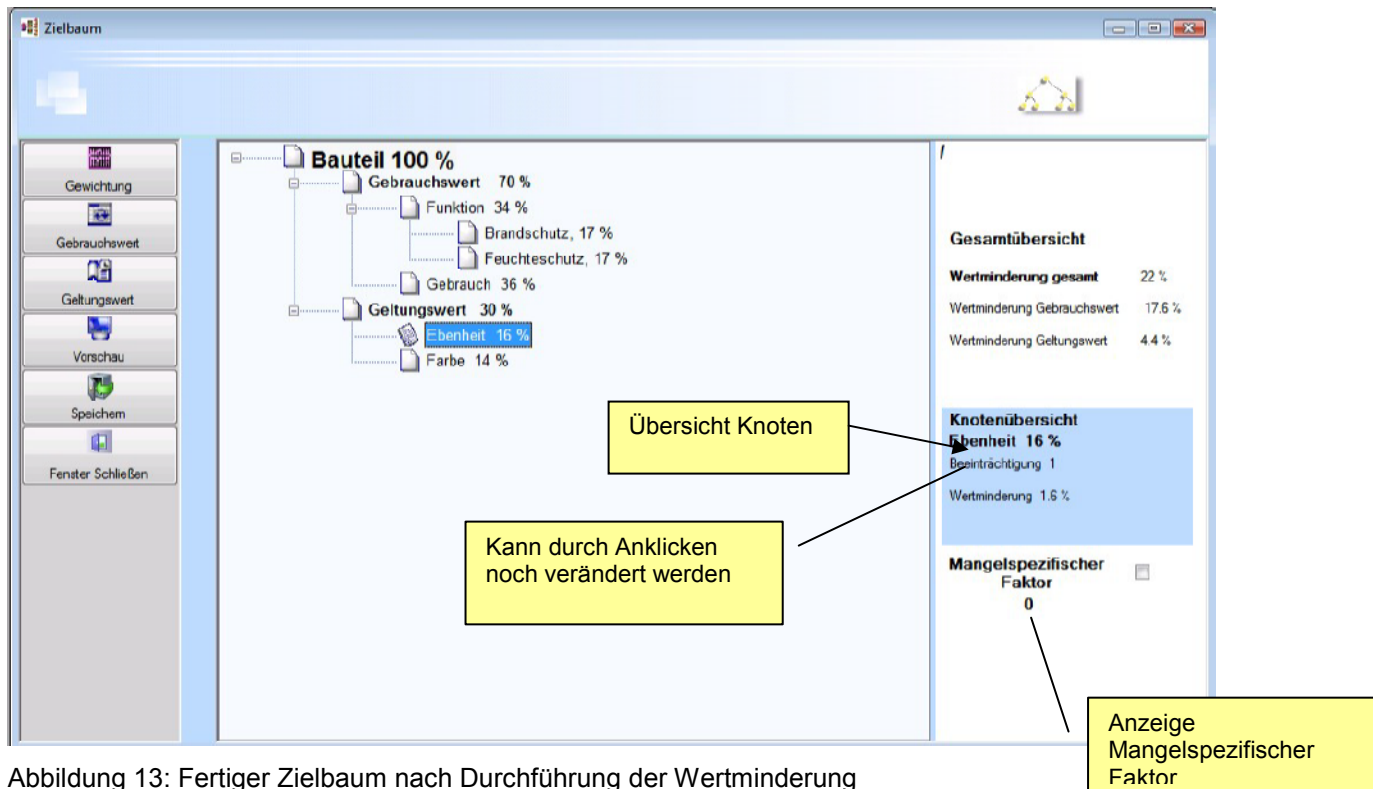 Zielbaum
Gewichtung
Gebrauchswert
Geltungswert
Vorschau
Speichern
Fenster Schließen
Bauteil 100 %
Gebrauchswert 70 %
Funktion 34 %
Brandschutz, 17 %
Feuchteschutz, 17 %
Gebrauch 36 %
Geltungswert 30 %
Ebenheit 16 %
Farbe 14 %
/
Gesamtübersicht
Wertminderung gesamt 22 %
Wertminderung Gebrauchswert 17.6 %
Wertminderung Geltungswert 4.4 %
Übersicht Knoten
Knotenübersicht
Ebenheit 16 %
Beeinträchtigung 1
Wertminderung 1.6 %
Kann durch Anklicken
noch verändert werden
Mangelspezifischer
Faktor
0
Anzeige
Mangelspezifischer
Faktor
Abbildung 13: Fertiger Zielbaum nach Durchführung der Wertminderung